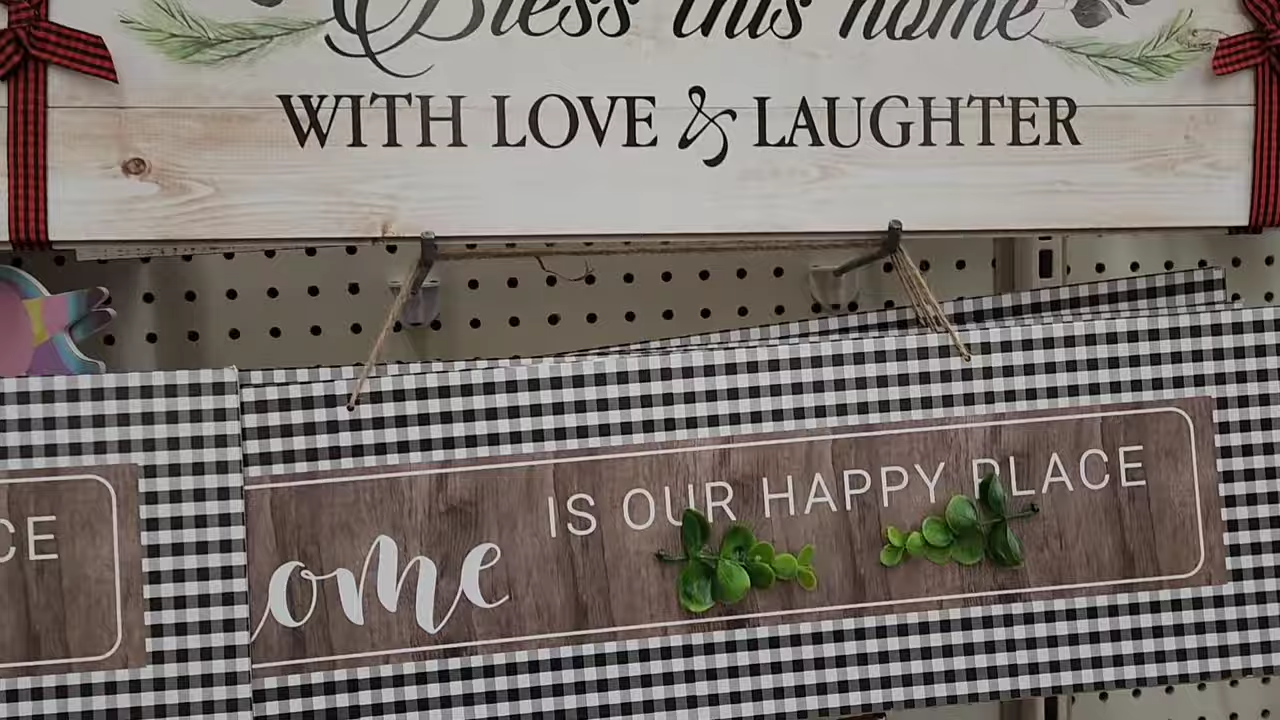 Bless this home
WITH LOVE & LAUGHTER
IS OUR HAPPY PLACE
ome
CE